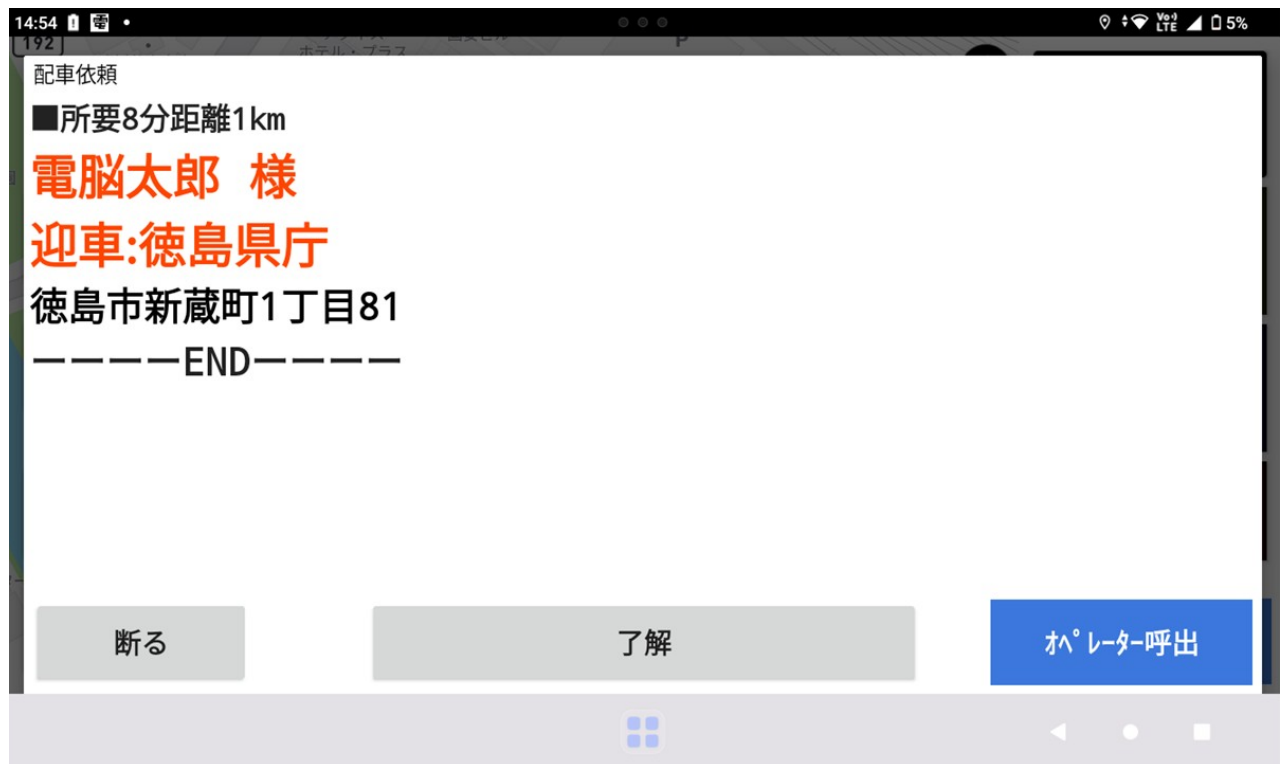 14:54
電
5%
192
P
配車依頼
■所要8分距離1km
電脳太郎 様
迎車:徳島県庁
徳島市新蔵町1丁目81
ーーーーENDーーーー
断る
了解
ｵﾍﾟﾚｰﾀｰ呼出